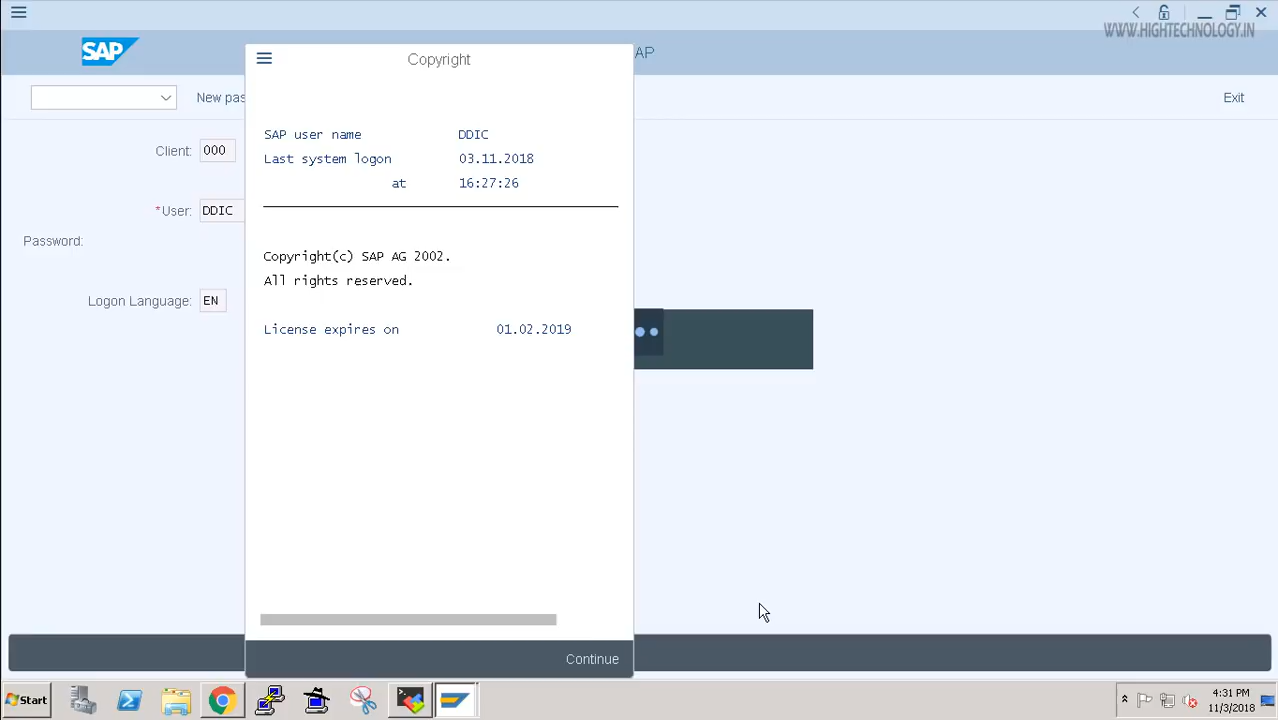 WWW.HIGHTECHNOLOGY.IN
SAP
Copyright
AP
New pas
Exit
SAP user name DDIC
Last system logon 03.11.2018
at 16:27:26
Client: 000
*User: DDIC
Password:
Logon Language: EN
Copyright(c) SAP AG 2002.
All rights reserved.
License expires on 01.02.2019
Continue
Start
4:31 PM
11/3/2018